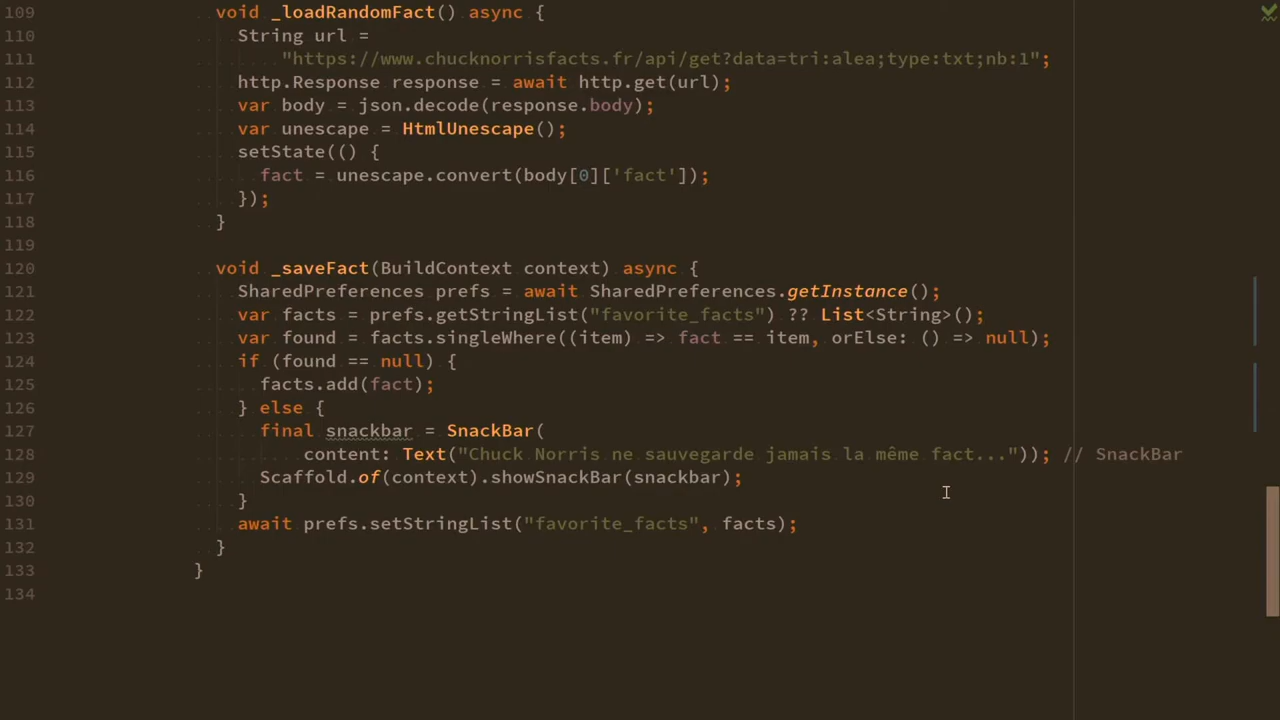 109 void _loadRandomFact() async {
110 String url =
111 "https://www.chucknorrisfacts.fr/api/get?data=tri:alea;type:txt;nb:1";
112 http.Response response = await http.get(url);
113 var body = json.decode(response.body);
114 var unescape = HtmlUnescape();
115 setState(() {
116 fact = unescape.convert(body[0]['fact']);
117 });
118 }
119
120 void _saveFact(BuildContext context) async {
121 SharedPreferences prefs = await SharedPreferences.getInstance();
122 var facts = prefs.getStringList("favorite_facts") ?? List<String>();
123 var found = facts.singleWhere((item) => fact == item, orElse: () => null);
124 if (found == null) {
125 facts.add(fact);
126 } else {
127 final snackbar = SnackBar(
128 content: Text("Chuck Norris ne sauvegarde jamais la même fact...")); // SnackBar
129 Scaffold.of(context).showSnackBar(snackbar);
130 }
131 await prefs.setStringList("favorite_facts", facts);
132 }
133 }
134